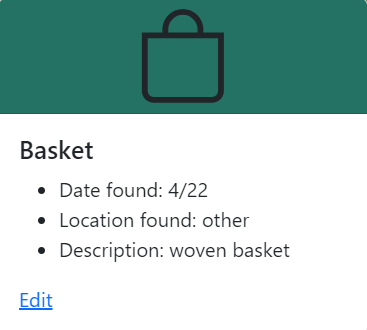 Basket
Date found: 4/22
Location found: other
Description: woven basket
Edit